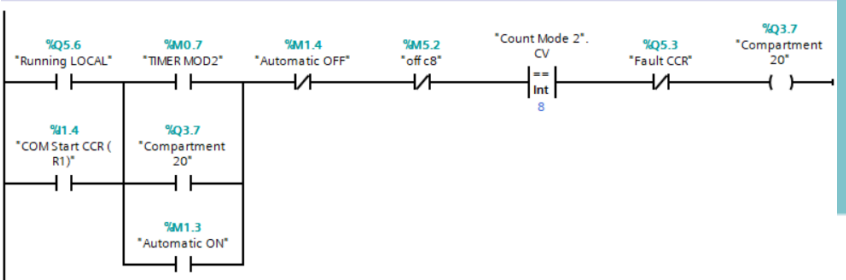 %Q5.6
"Running LOCAL"
%M0.7
"TIMER MOD2"
%M1.4
"Automatic OFF"
%M5.2
"off c8"
"Count Mode 2".
CV
==
Int
8
%Q5.3
"Fault CCR"
%Q3.7
"Compartment
20"
%I1.4
"COM Start CCR (
R1)"
%Q3.7
"Compartment
20"
%M1.3
"Automatic ON"